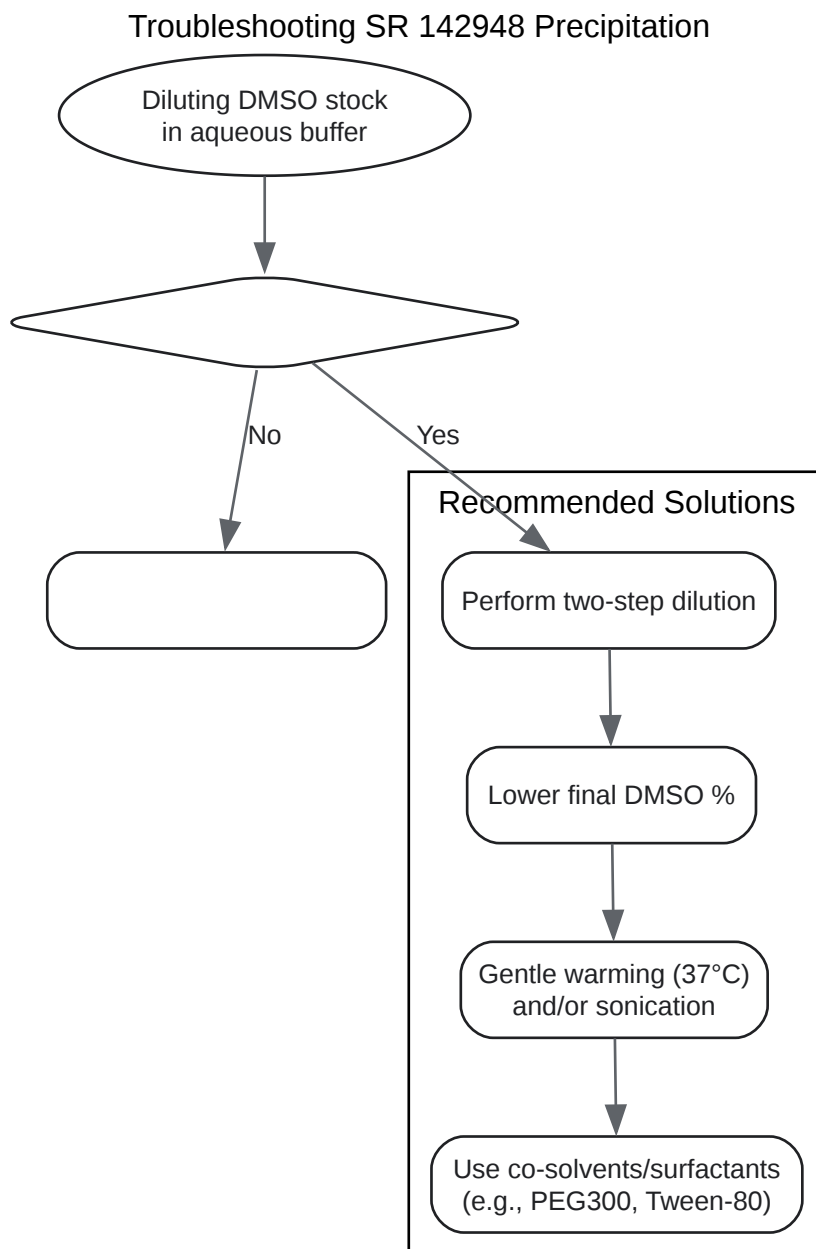 Troubleshooting SR 142948 Precipitation
Diluting DMSO stock
in aqueous buffer
No
Yes
Recommended Solutions
Perform two-step dilution
Lower final DMSO %
Gentle warming (37°C)
and/or sonication
Use co-solvents/surfactants
(e.g., PEG300, Tween-80)